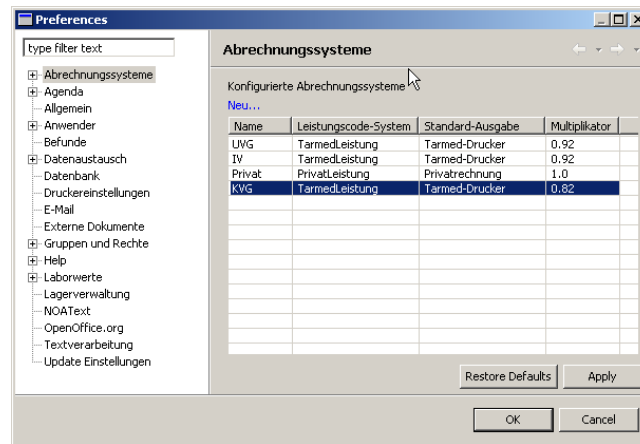 Preferences
type filter text
Abrechnungssysteme
Agenda
Allgemein
Anwender
Befunde
Datenaustausch
Datenbank
Druckereinstellungen
E-Mail
Externe Dokumente
Gruppen und Rechte
Help
Laborwerte
Lagerverwaltung
NOAText
OpenOffice.org
Textverarbeitung
Update Einstellungen
Abrechnungssysteme
Konfigurierte Abrechnungssysteme
Neu...
Name Leistungscode-System Standard-Ausgabe Multiplikator
UVG TarmedLeistung Tarmed-Drucker 0.92
IV TarmedLeistung Tarmed-Drucker 0.92
Privat PrivatLeistung Privatrechnung 1.0
KVG TarmedLeistung Tarmed-Drucker 0.82
Restore Defaults Apply
OK Cancel